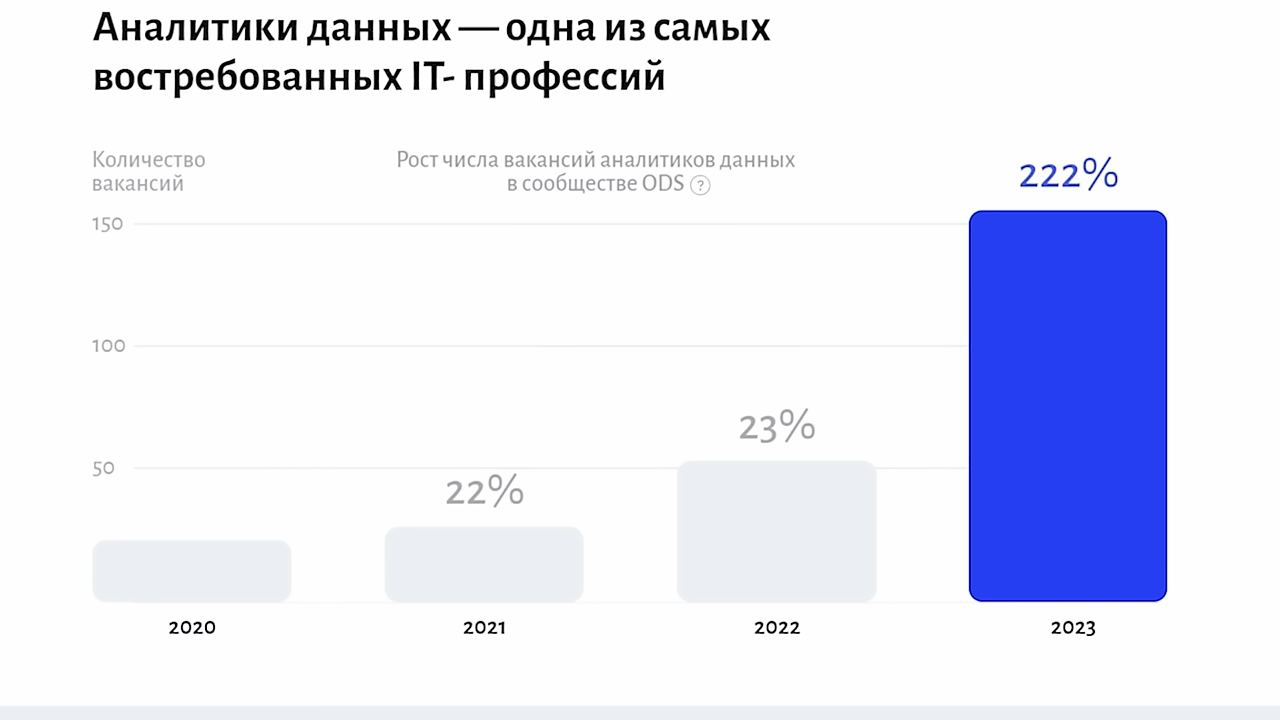 Аналитики данных — одна из самых
востребованных IT- профессий
Количество
вакансий
Рост числа вакансий аналитиков данных
в сообществе ODS ?
222%
150
100
23%
50
22%
2020
2021
2022
2023